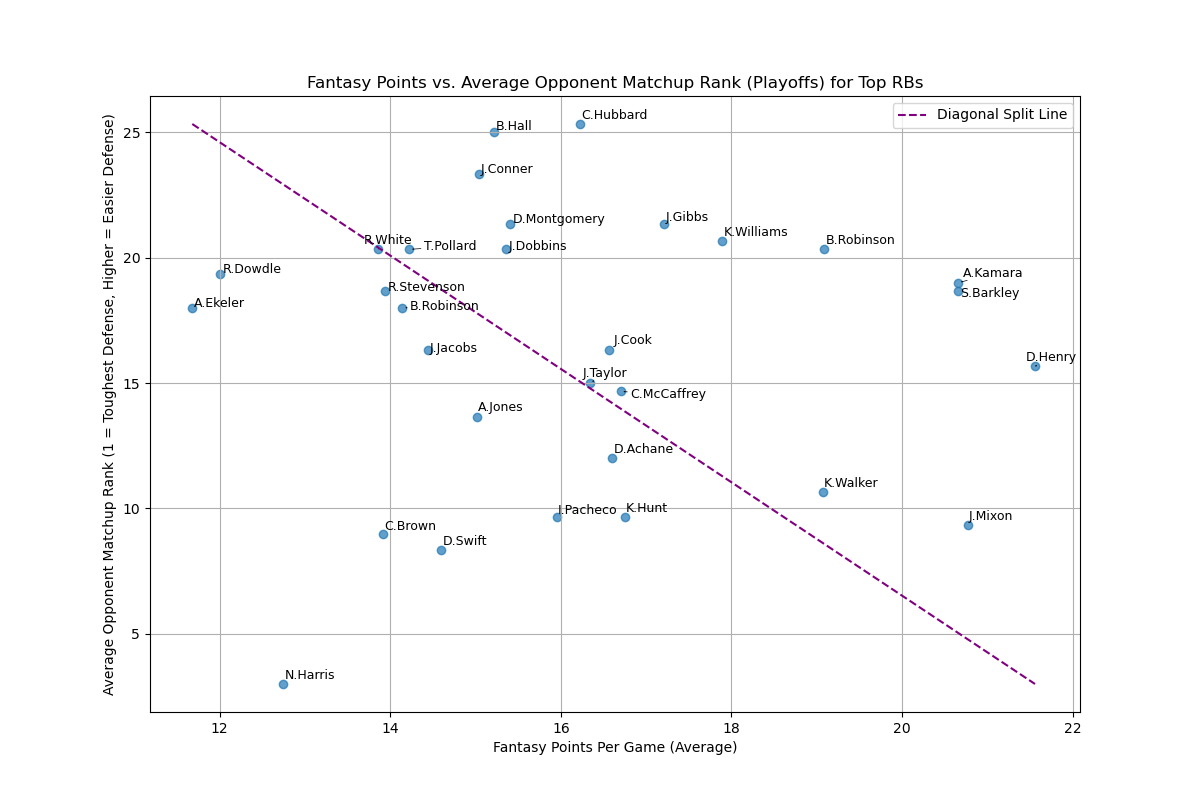 Fantasy Points vs. Average Opponent Matchup Rank (Playoffs) for Top RBs
Diagonal Split Line
Average Opponent Matchup Rank (1 = Toughest Defense, Higher = Easier Defense)
25
20
15
10
5
C.Hubbard
B.Hall
J.Conner
D.Montgomery
J.Gibbs
K.Williams
R.White
T.Pollard
J.Dobbins
B.Robinson
R.Dowdle
A.Kamara
S.Barkley
R.Stevenson
A.Ekeler
B.Robinson
J.Jacobs
J.Cook
D.Henry
J.Taylor
C.McCaffrey
A.Jones
D.Achane
K.Walker
I.Pacheco
K.Hunt
J.Mixon
C.Brown
D.Swift
N.Harris
12
14
16
18
20
22
Fantasy Points Per Game (Average)